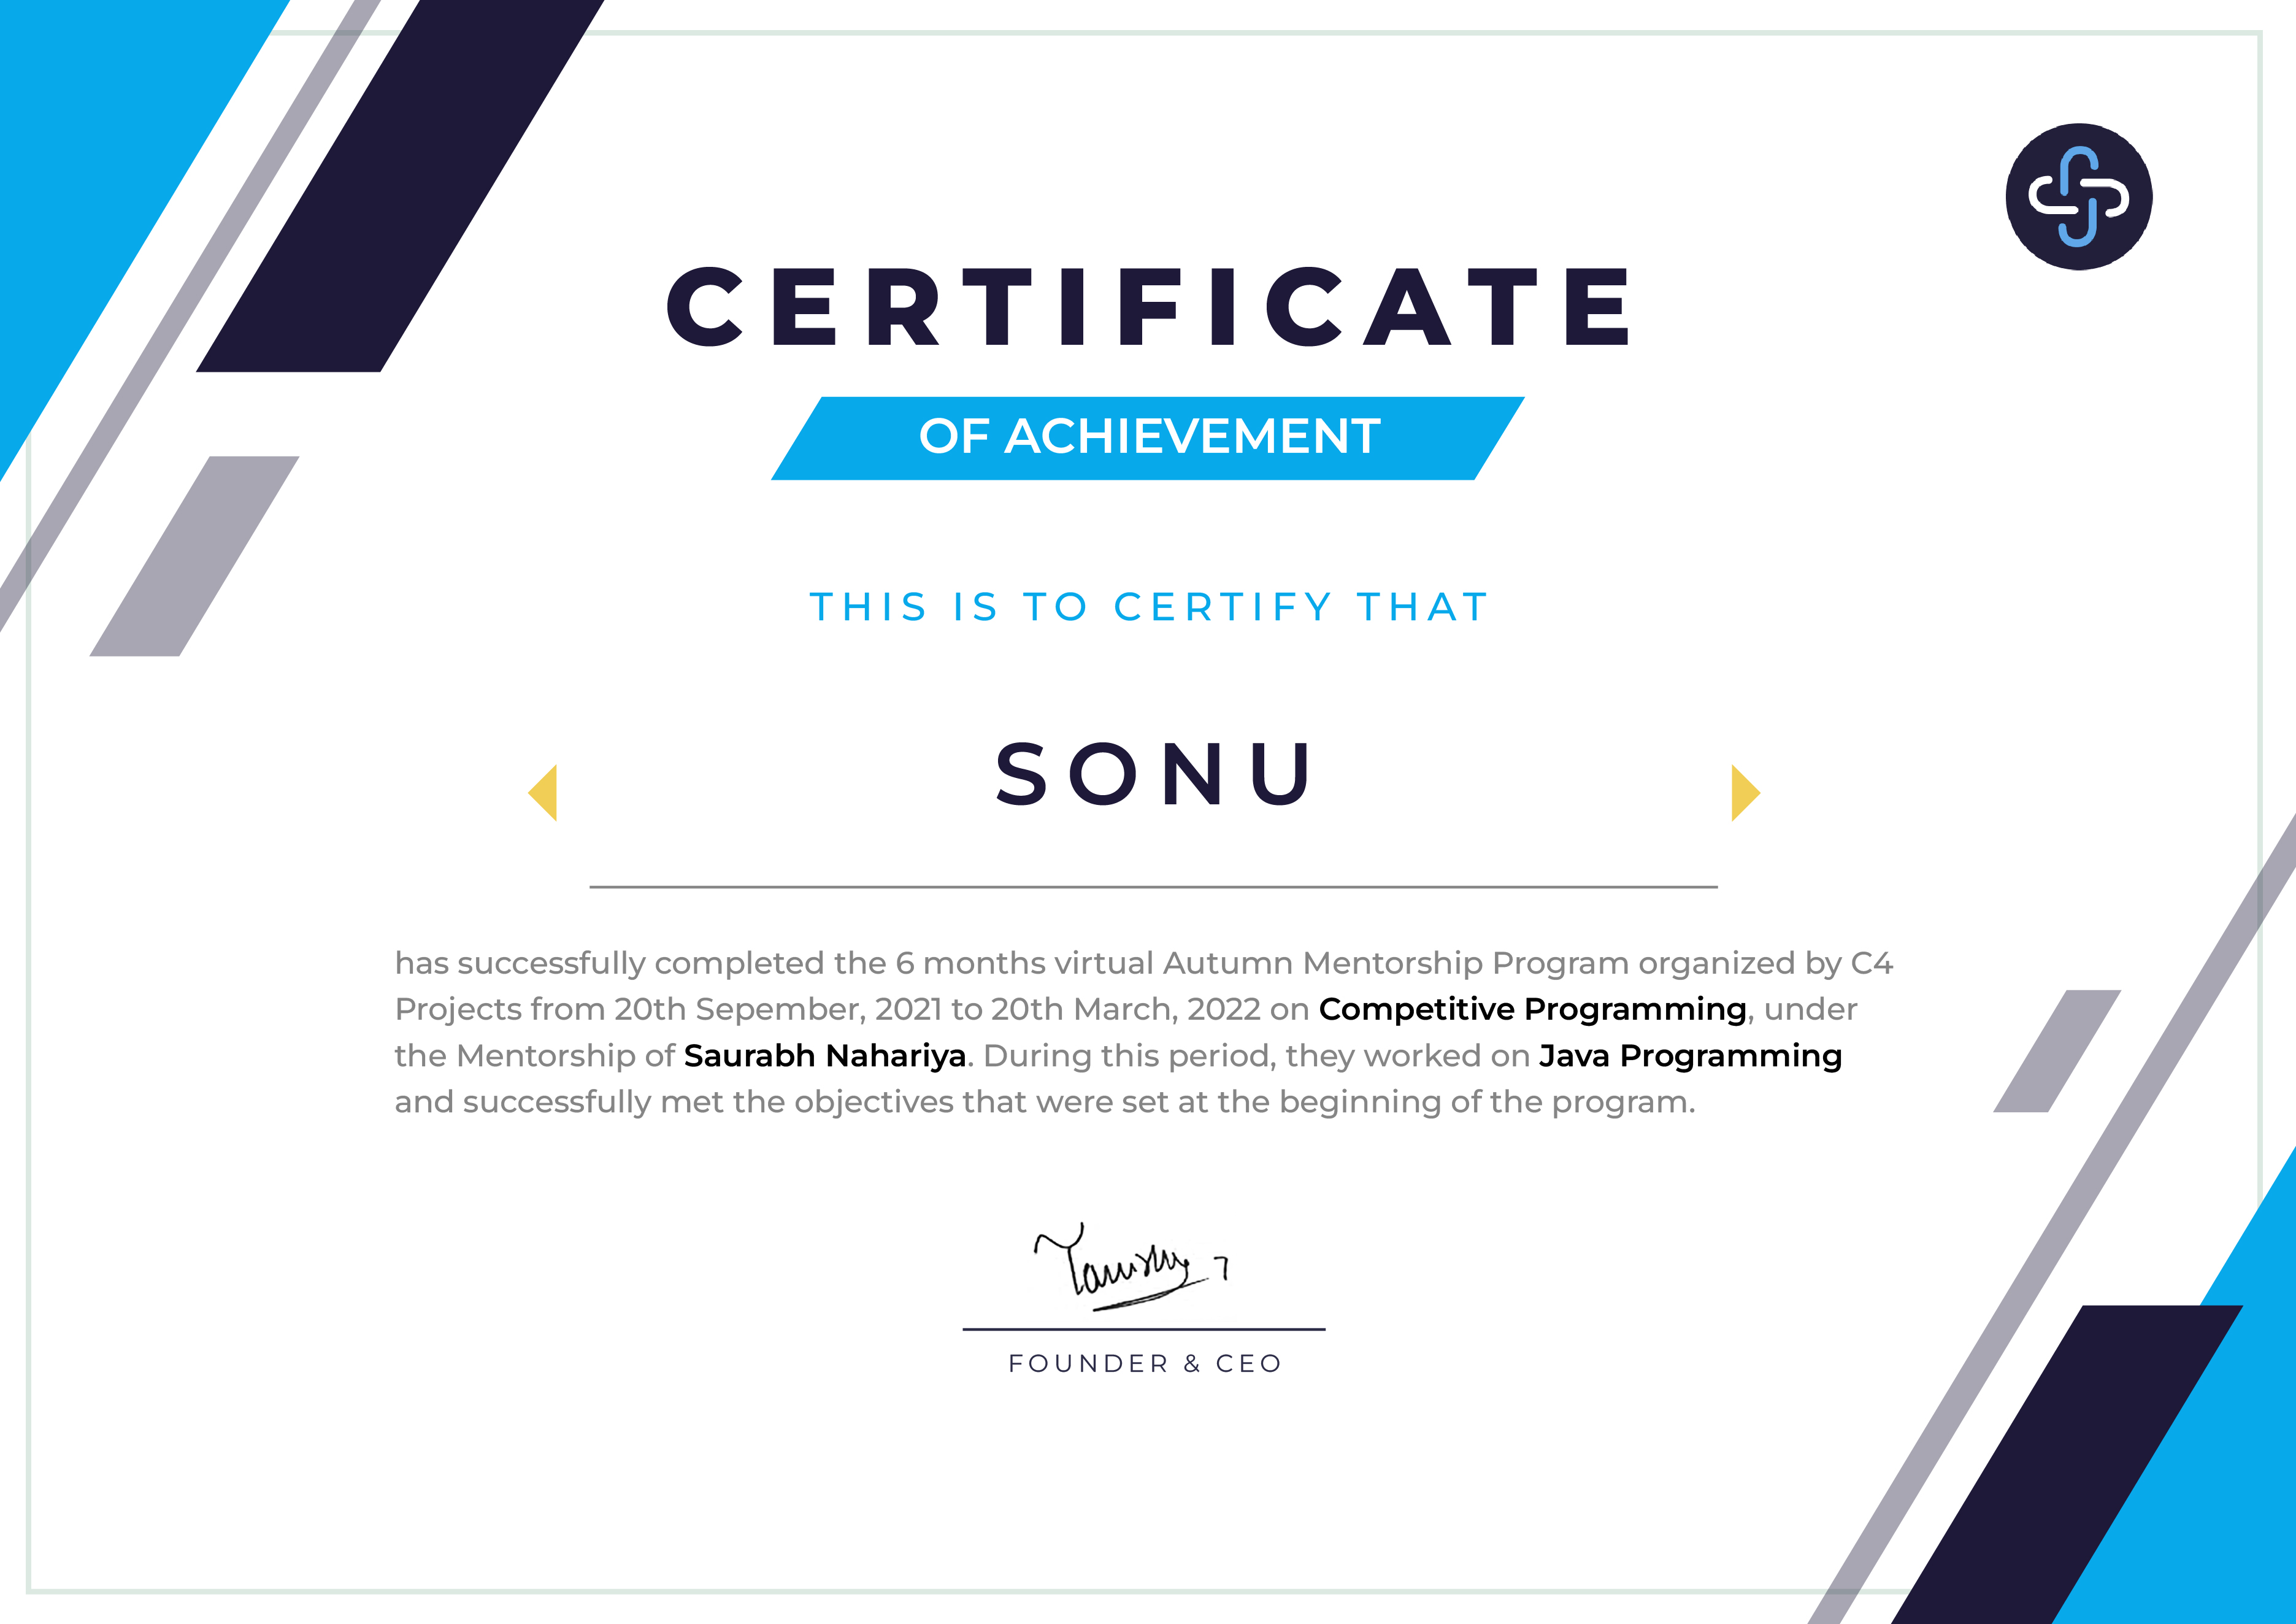 CERTIFICATE
OF ACHIEVEMENT
THIS IS TO CERTIFY THAT
SONU
has successfully completed the 6 months virtual Autumn Mentorship Program organized by C4
Projects from 20th Sepember, 2021 to 20th March, 2022 on Competitive Programming, under
the Mentorship of Saurabh Nahariya. During this period, they worked on Java Programming
and successfully met the objectives that were set at the beginning of the program.
FOUNDER & CEO